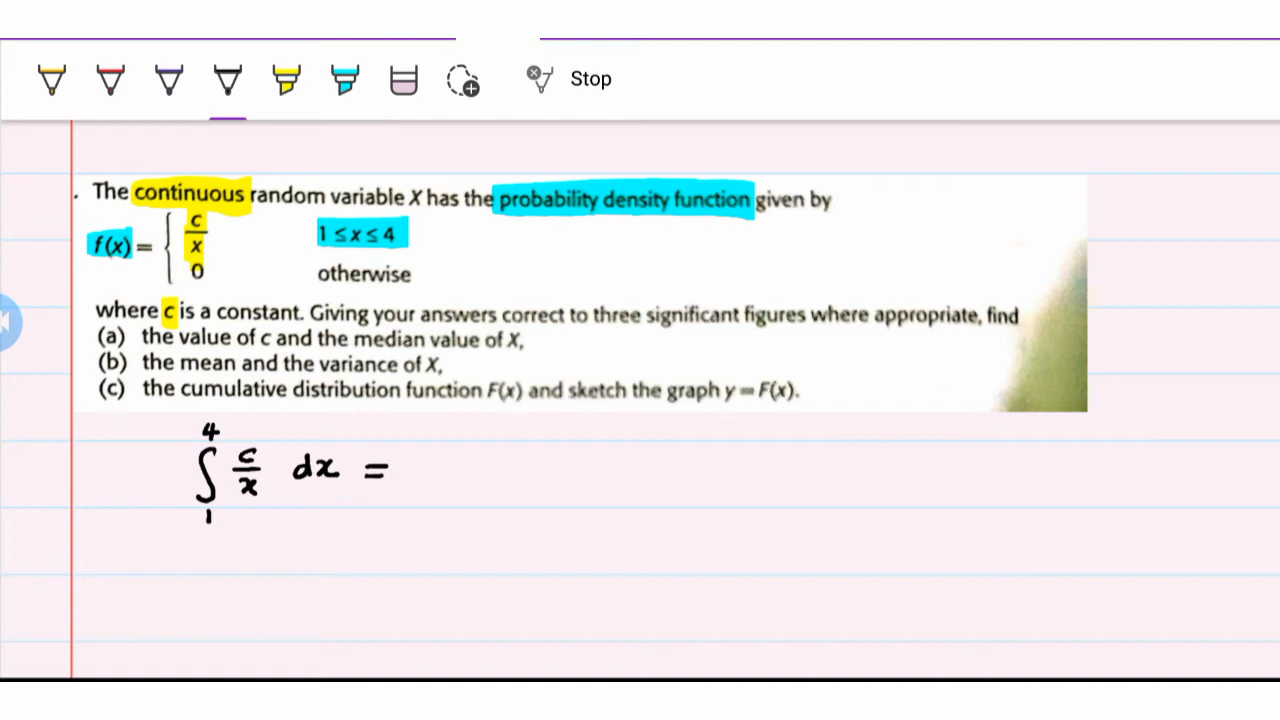 Stop
. The continuous random variable X has the probability density function given by
f(x) = { c/x 1 ≤ x ≤ 4
0 otherwise
where c is a constant. Giving your answers correct to three significant figures where appropriate, find
(a) the value of c and the median value of X,
(b) the mean and the variance of X,
(c) the cumulative distribution function F(x) and sketch the graph y = F(x).
4
∫ c/x dx =
1